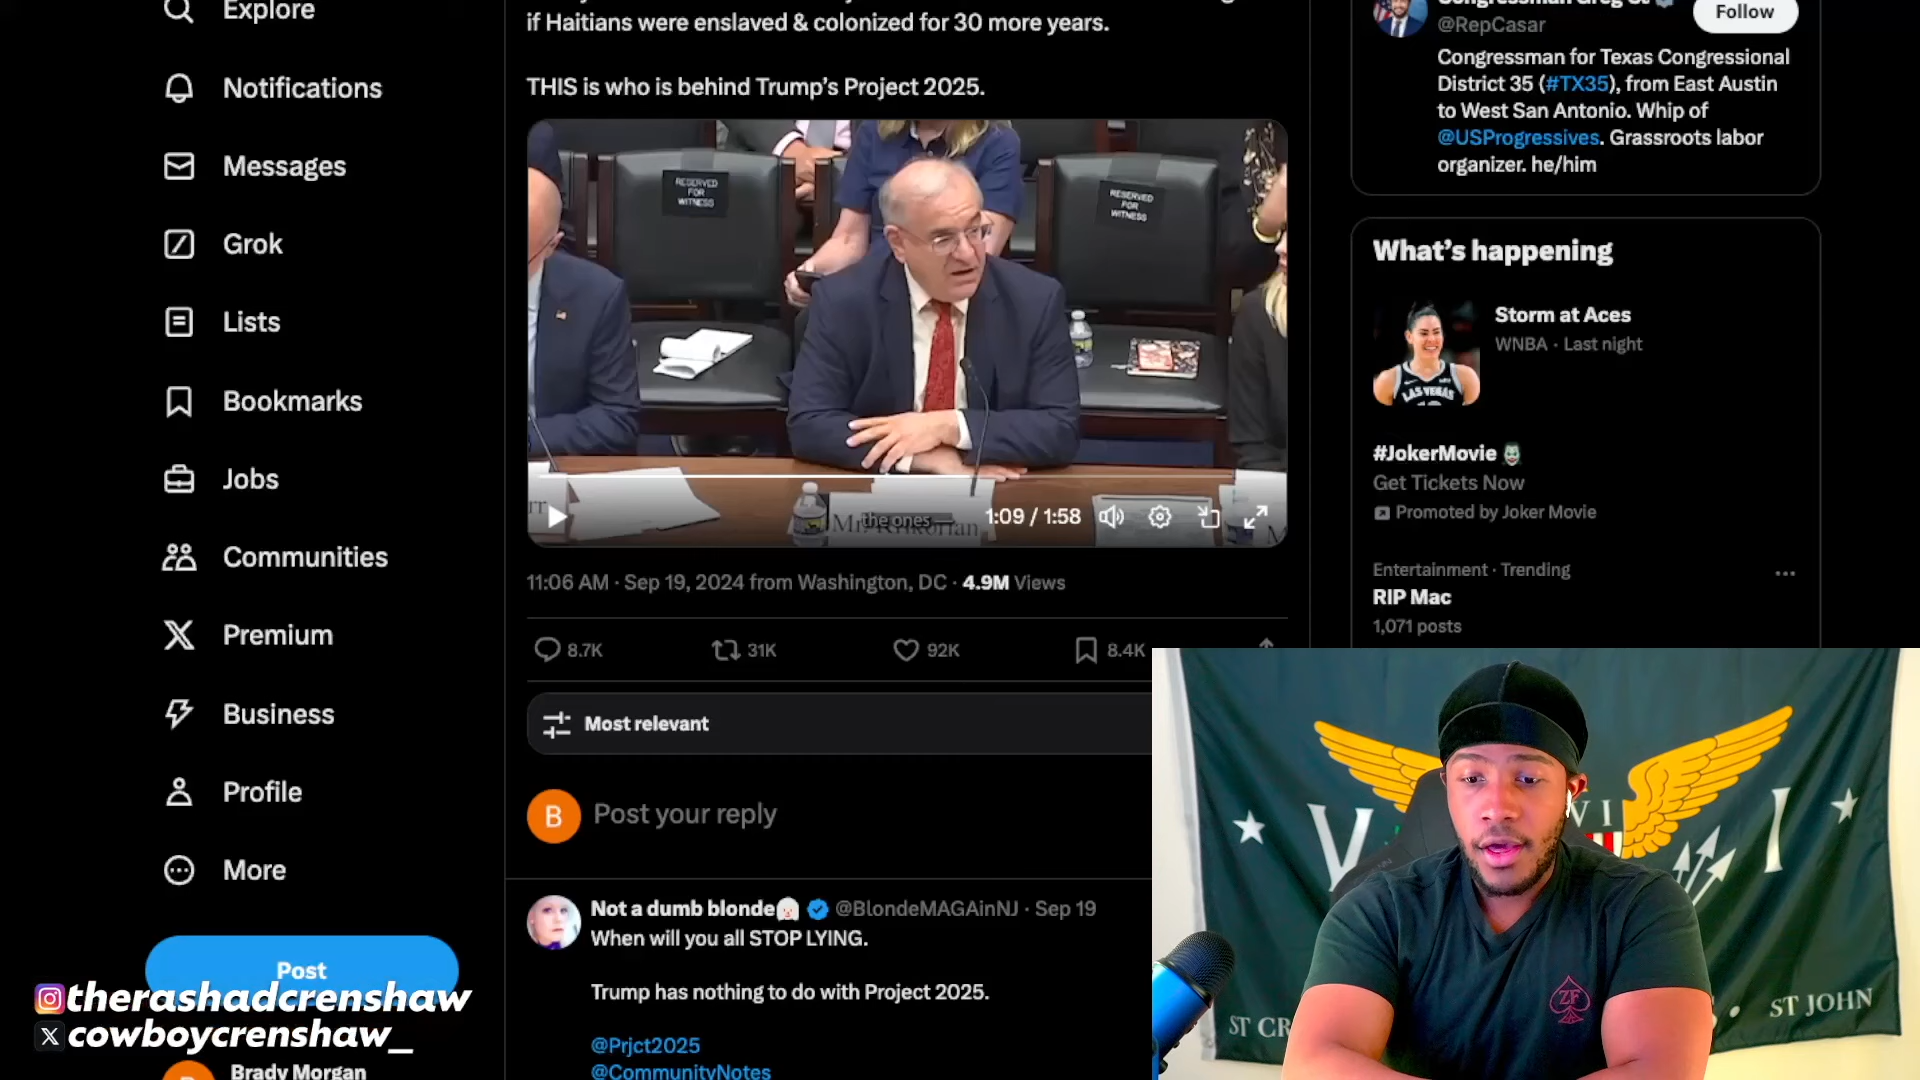 Explore
Notifications
Messages
Grok
Lists
Bookmarks
Jobs
Communities
Premium
Business
Profile
More
Post
therashadcrenshaw
cowboycrenshaw_
Brady Morgan
if Haitians were enslaved & colonized for 30 more years.
THIS is who is behind Trump’s Project 2025.
RESERVED
FOR
WITNESS
RESERVED
FOR
WITNESS
the ones
Mr. Krikorian
1:09 / 1:58
11:06 AM · Sep 19, 2024 from Washington, DC · 4.9M Views
8.7K
31K
92K
8.4K
Most relevant
B
Post your reply
Not a dumb blonde @BlondeMAGAinNJ · Sep 19
When will you all STOP LYING.
Trump has nothing to do with Project 2025.
@Prjct2025
@CommunityNotes
@RepCasar
Follow
Congressman for Texas Congressional
District 35 (#TX35), from East Austin
to West San Antonio. Whip of
@USProgressives. Grassroots labor
organizer. he/him
What’s happening
Storm at Aces
WNBA · Last night
LAS VEGAS
#JokerMovie
Get Tickets Now
Promoted by Joker Movie
Entertainment · Trending
RIP Mac
1,071 posts
V I
VI
ZF
ST CR
ST JOHN